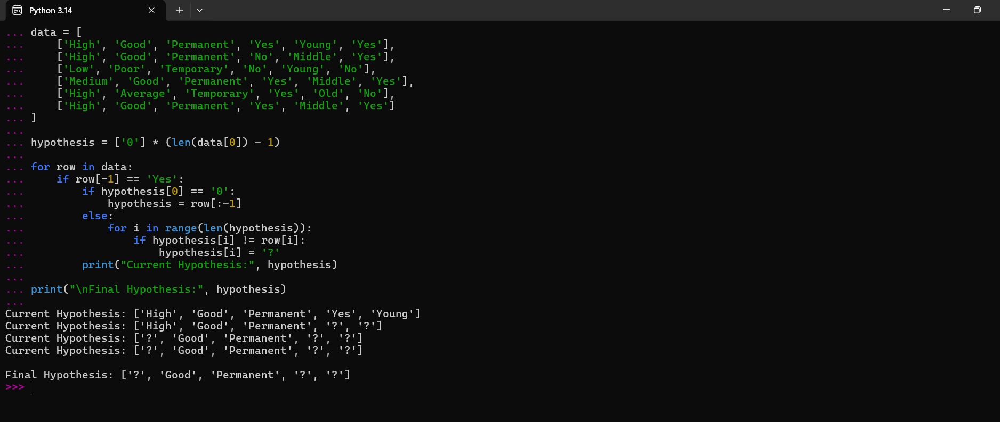 Python 3.14
... data = [
...     ['High', 'Good', 'Permanent', 'Yes', 'Young', 'Yes'],
...     ['High', 'Good', 'Permanent', 'No', 'Middle', 'Yes'],
...     ['Low', 'Poor', 'Temporary', 'No', 'Young', 'No'],
...     ['Medium', 'Good', 'Permanent', 'Yes', 'Middle', 'Yes'],
...     ['High', 'Average', 'Temporary', 'Yes', 'Old', 'No'],
...     ['High', 'Good', 'Permanent', 'Yes', 'Middle', 'Yes']
... ]
...
... hypothesis = ['0'] * (len(data[0]) - 1)
...
... for row in data:
...     if row[-1] == 'Yes':
...         if hypothesis[0] == '0':
...             hypothesis = row[:-1]
...         else:
...             for i in range(len(hypothesis)):
...                 if hypothesis[i] != row[i]:
...                     hypothesis[i] = '?'
...         print("Current Hypothesis:", hypothesis)
...
... print("\nFinal Hypothesis:", hypothesis)
...
Current Hypothesis: ['High', 'Good', 'Permanent', 'Yes', 'Young']
Current Hypothesis: ['High', 'Good', 'Permanent', '?', '?']
Current Hypothesis: ['?', 'Good', 'Permanent', '?', '?']
Current Hypothesis: ['?', 'Good', 'Permanent', '?', '?']

Final Hypothesis: ['?', 'Good', 'Permanent', '?', '?']
>>>